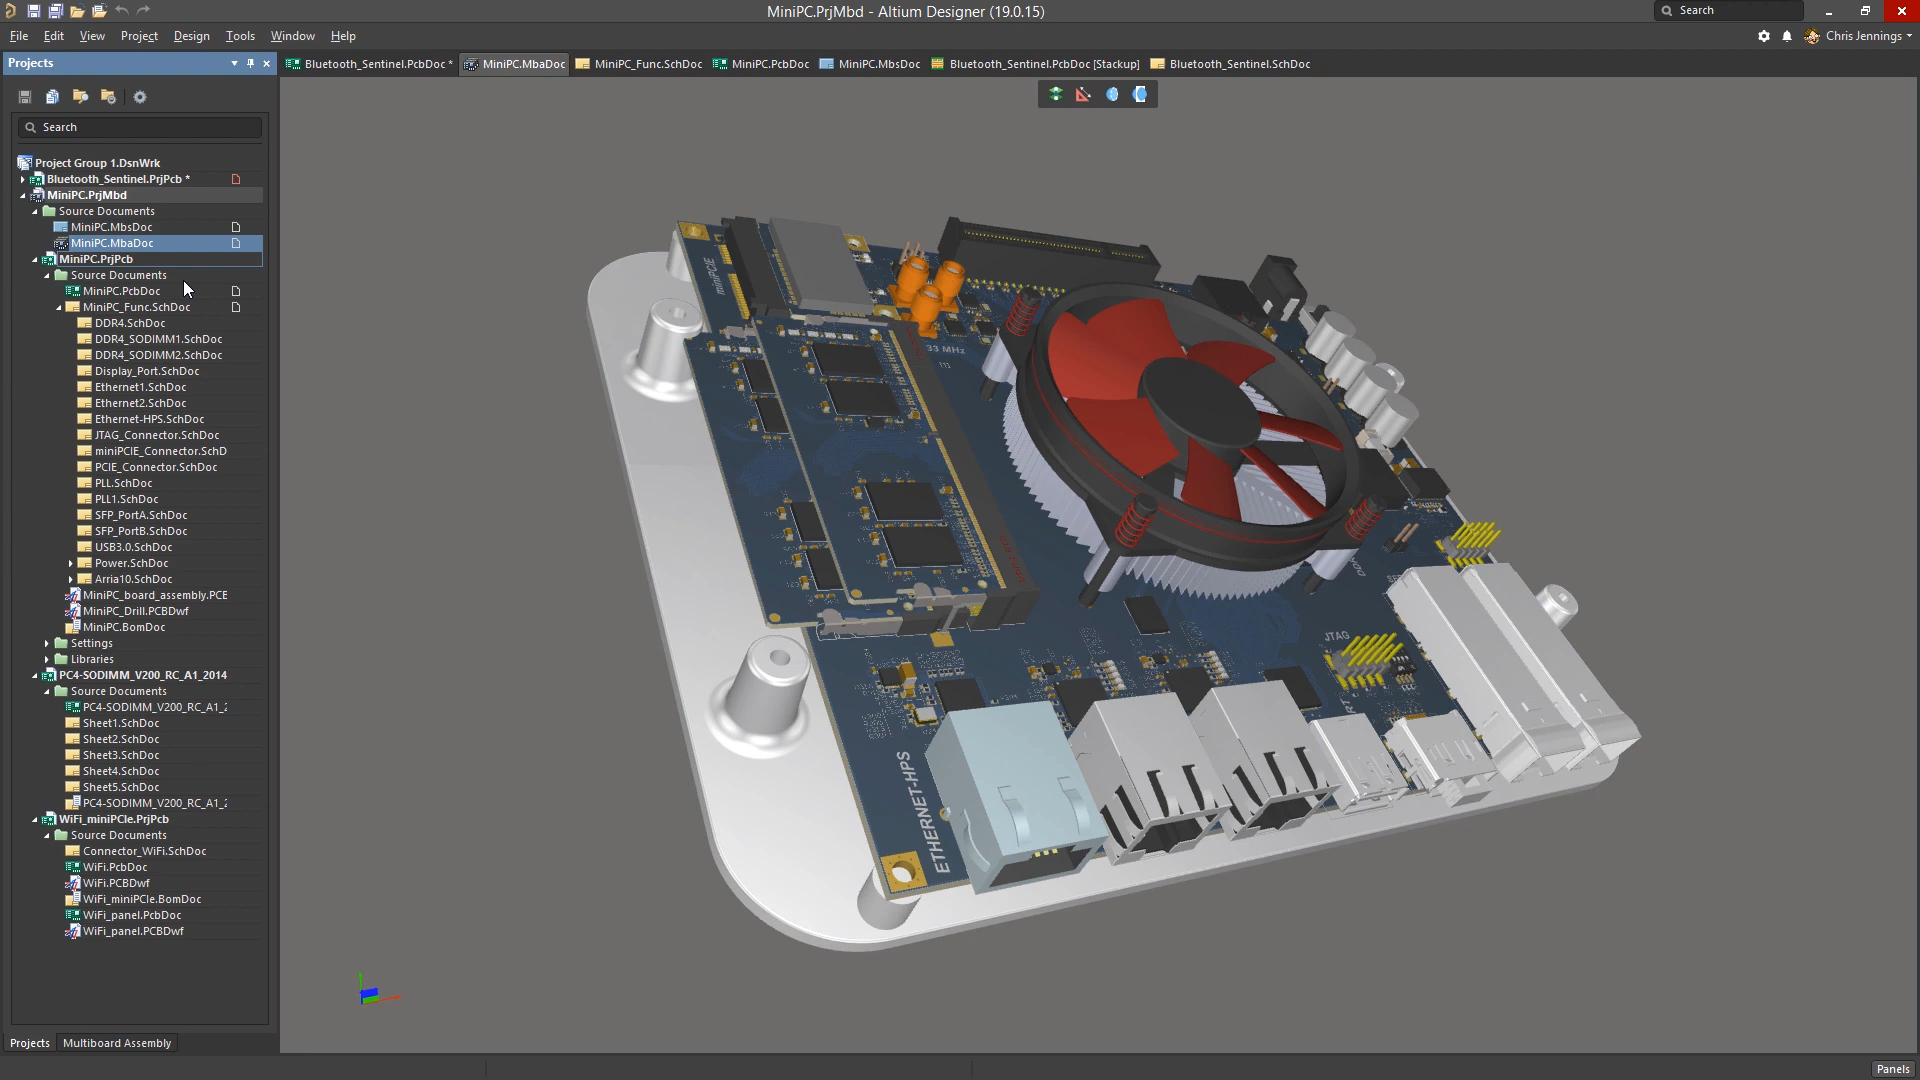 MiniPC.PrjMbd - Altium Designer (19.0.15)
Search
File Edit View Project Design Tools Window Help
Chris Jennings
Projects
Bluetooth_Sentinel.PcbDoc *
MiniPC.MbaDoc
MiniPC_Func.SchDoc
MiniPC.PcbDoc
MiniPC.MbsDoc
Bluetooth_Sentinel.PcbDoc [Stackup]
Bluetooth_Sentinel.SchDoc
Search
Project Group 1.DsnWrk
Bluetooth_Sentinel.PrjPcb *
MiniPC.PrjMbd
Source Documents
MiniPC.MbsDoc
MiniPC.MbaDoc
MiniPC.PrjPcb
Source Documents
MiniPC.PcbDoc
MiniPC_Func.SchDoc
DDR4.SchDoc
DDR4_SODIMM1.SchDoc
DDR4_SODIMM2.SchDoc
Display_Port.SchDoc
Ethernet1.SchDoc
Ethernet2.SchDoc
Ethernet-HPS.SchDoc
JTAG_Connector.SchDoc
miniPCIE_Connector.SchD
PCIE_Connector.SchDoc
PLL.SchDoc
PLL1.SchDoc
SFP_PortA.SchDoc
SFP_PortB.SchDoc
USB3.0.SchDoc
Power.SchDoc
Arria10.SchDoc
MiniPC_board_assembly.PCE
MiniPC_Drill.PCBDwf
MiniPC.BomDoc
Settings
Libraries
PC4-SODIMM_V200_RC_A1_2014
Source Documents
PC4-SODIMM_V200_RC_A1_2
Sheet1.SchDoc
Sheet2.SchDoc
Sheet3.SchDoc
Sheet4.SchDoc
Sheet5.SchDoc
PC4-SODIMM_V200_RC_A1_2
WiFi_miniPCIe.PrjPcb
Source Documents
Connector_WiFi.SchDoc
WiFi.PcbDoc
WiFi.PCBDwf
WiFi_miniPCIe.BomDoc
WiFi_panel.PcbDoc
WiFi_panel.PCBDwf
miniPCIE
33 MHz
JTAG
ETHERNET-HPS
Projects
Multiboard Assembly
Panels